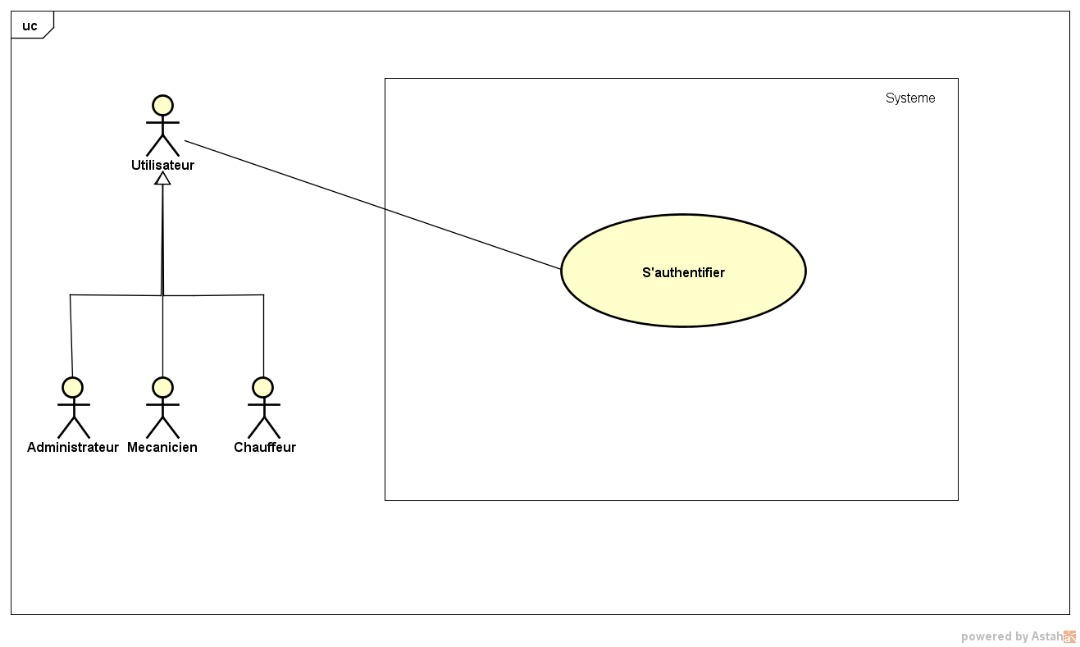 uc
Systeme
Utilisateur
S'authentifier
Administrateur
Mecanicien
Chauffeur
powered by Astah